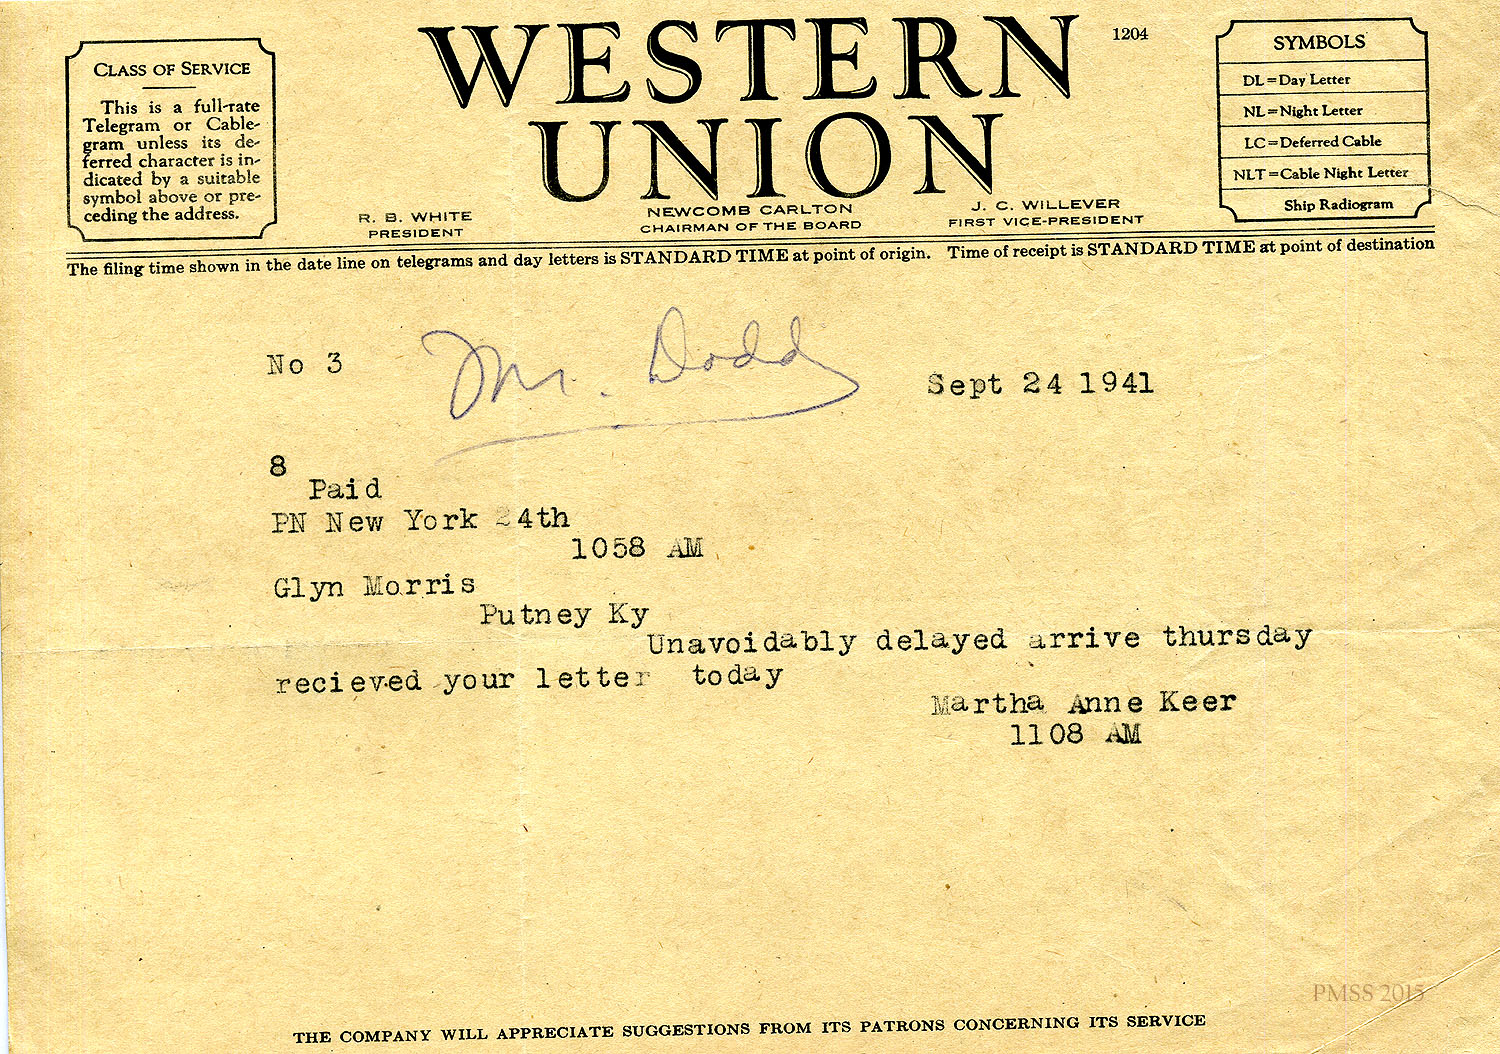 CLASS OF SERVICE
This is a full-rate
Telegram or Cable-
gram unless its de-
ferred character is in-
dicated by a suitable
symbol above or pre-
ceding the address.
WESTERN
UNION
1204
R. B. WHITE
PRESIDENT
NEWCOMB CARLTON
CHAIRMAN OF THE BOARD
J. C. WILLEVER
FIRST VICE-PRESIDENT
SYMBOLS
DL=Day Letter
NL=Night Letter
LC=Deferred Cable
NLT=Cable Night Letter
Ship Radiogram
The filing time shown in the date line on telegrams and day letters is STANDARD TIME at point of origin. Time of receipt is STANDARD TIME at point of destination
No 3
Mr. Dodd
Sept 24 1941
8
Paid
PN New York 24th
1058 AM
Glyn Morris
Putney Ky
Unavoidably delayed arrive thursday
recieved your letter today
Martha Anne Keer
1108 AM
PMSS 2015
THE COMPANY WILL APPRECIATE SUGGESTIONS FROM ITS PATRONS CONCERNING ITS SERVICE